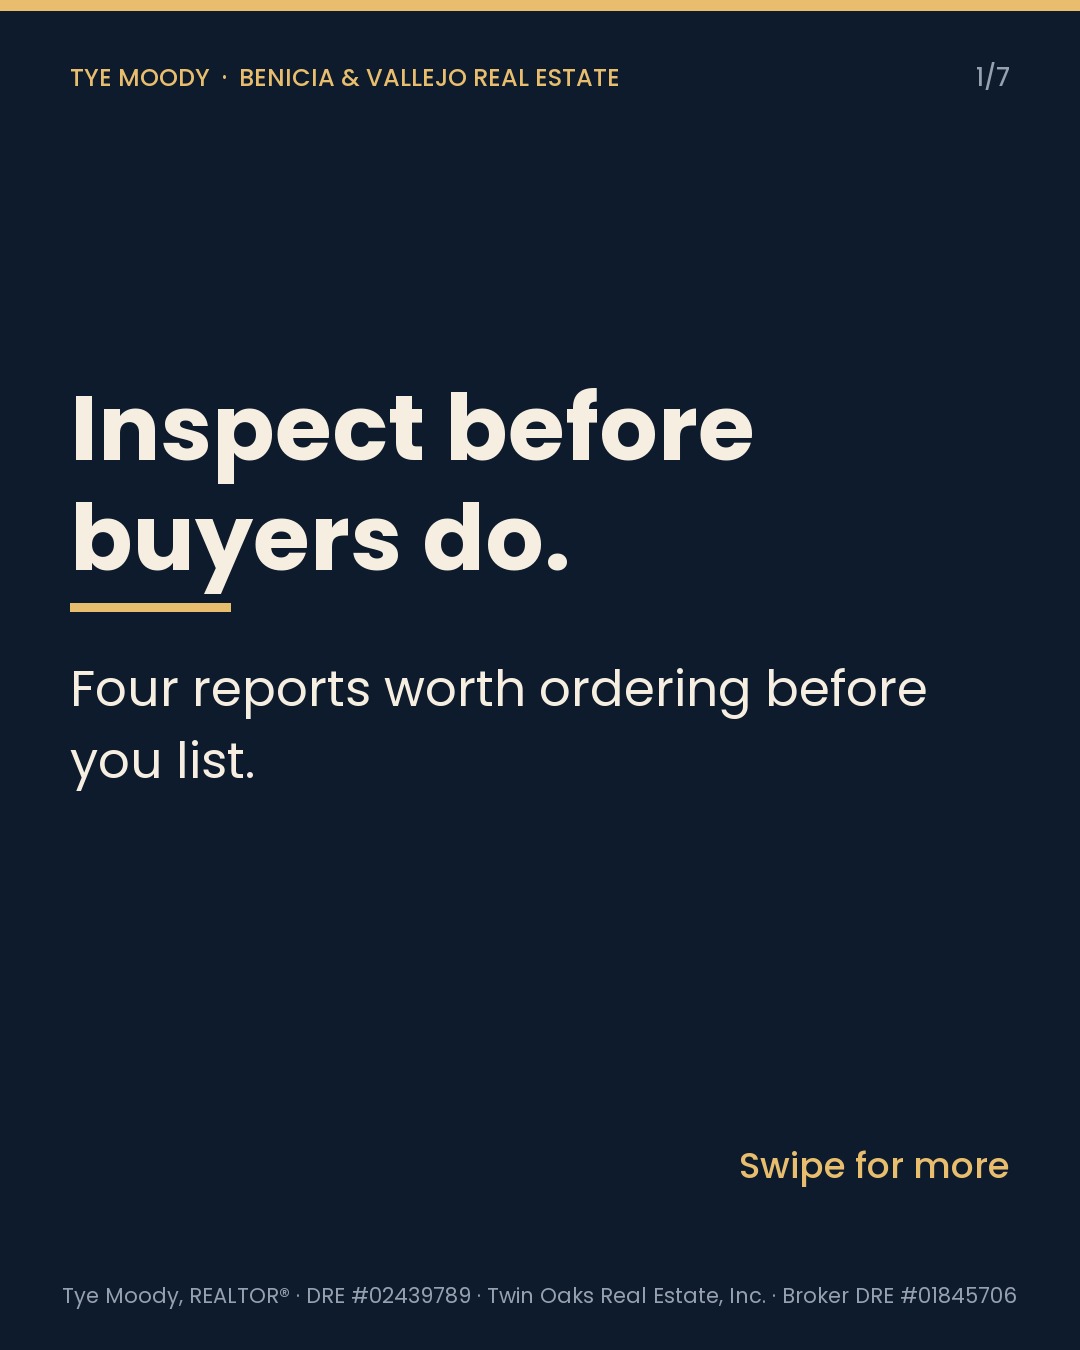 TYE MOODY · BENICIA & VALLEJO REAL ESTATE
1/7
Inspect before
buyers do.
Four reports worth ordering before
you list.
Swipe for more
Tye Moody, REALTOR® · DRE #02439789 · Twin Oaks Real Estate, Inc. · Broker DRE #01845706